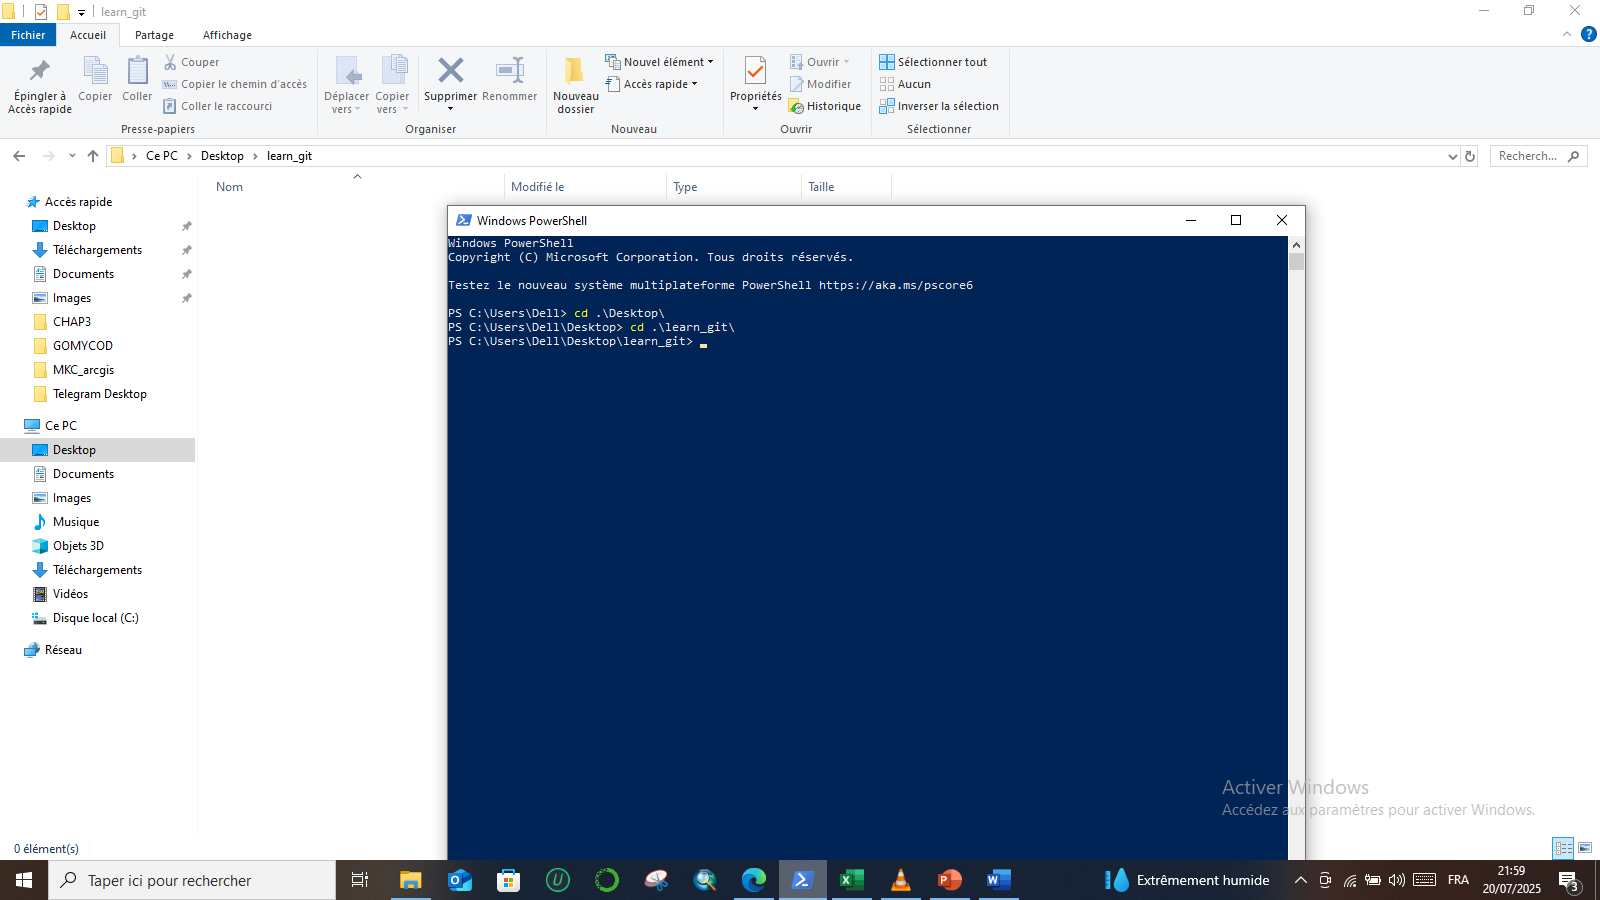 learn_git
Fichier
Accueil
Partage
Affichage
?
Épingler à
Accès rapide
Copier
Coller
Couper
Copier le chemin d'accès
Coller le raccourci
Presse-papiers
Déplacer
vers
Copier
vers
Supprimer
Renommer
Organiser
Nouveau
dossier
Nouvel élément
Accès rapide
Nouveau
Propriétés
Ouvrir
Modifier
Historique
Ouvrir
Sélectionner tout
Aucun
Inverser la sélection
Sélectionner
Ce PC
Desktop
learn_git
Recherch...
Nom
Modifié le
Type
Taille
Accès rapide
Desktop
Téléchargements
Documents
Images
CHAP3
GOMYCOD
MKC_arcgis
Telegram Desktop
Ce PC
Desktop
Documents
Images
Musique
Objets 3D
Téléchargements
Vidéos
Disque local (C:)
Réseau
0 élément(s)
Windows PowerShell
Windows PowerShell
Copyright (C) Microsoft Corporation. Tous droits réservés.
Testez le nouveau système multiplateforme PowerShell https://aka.ms/pscore6
PS C:\Users\Dell> cd .\Desktop\
PS C:\Users\Dell\Desktop> cd .\learn_git\
PS C:\Users\Dell\Desktop\learn_git>
Activer Windows
Accédez aux paramètres pour activer Windows.
Taper ici pour rechercher
Extrêmement humide
FRA
21:59
20/07/2025
3